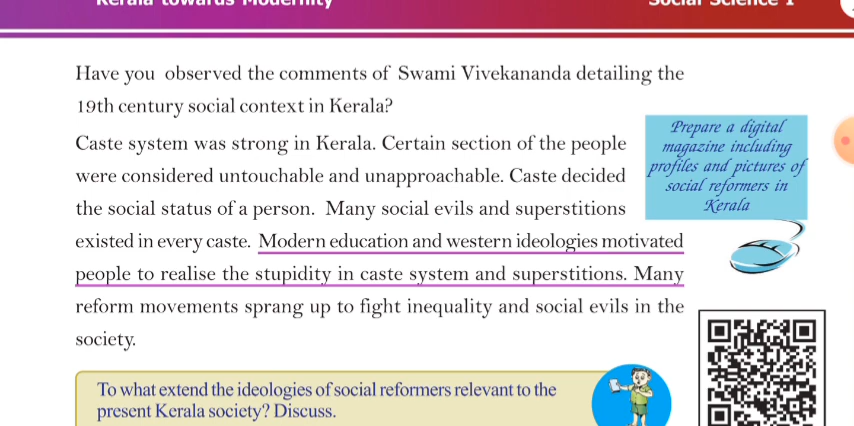 Kerala towards Modernity
Social Science I
Have you observed the comments of Swami Vivekananda detailing the
19th century social context in Kerala?
Caste system was strong in Kerala. Certain section of the people
were considered untouchable and unapproachable. Caste decided
the social status of a person. Many social evils and superstitions
existed in every caste. Modern education and western ideologies motivated
people to realise the stupidity in caste system and superstitions. Many
reform movements sprang up to fight inequality and social evils in the
society.
Prepare a digital
magazine including
profiles and pictures of
social reformers in
Kerala
To what extend the ideologies of social reformers relevant to the
present Kerala society? Discuss.